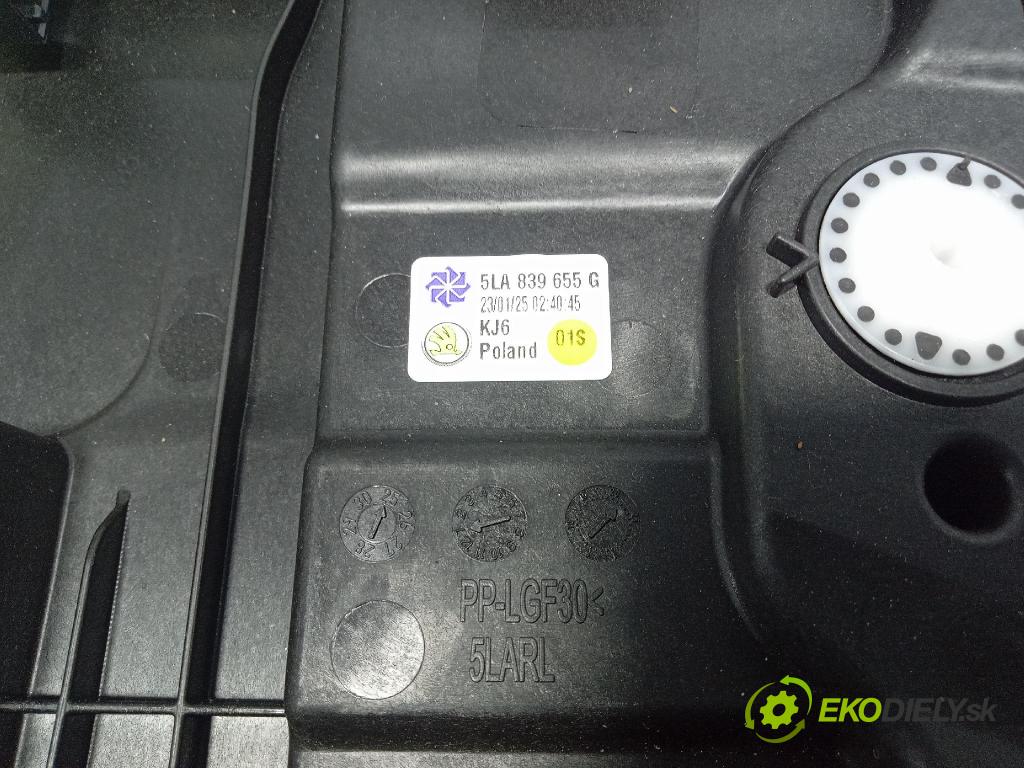 5LA 839 655 G
23/01/25 02:40:45
KJ6
Poland
01S
PP-LGF30<
5LARL
EKODIELY.sk